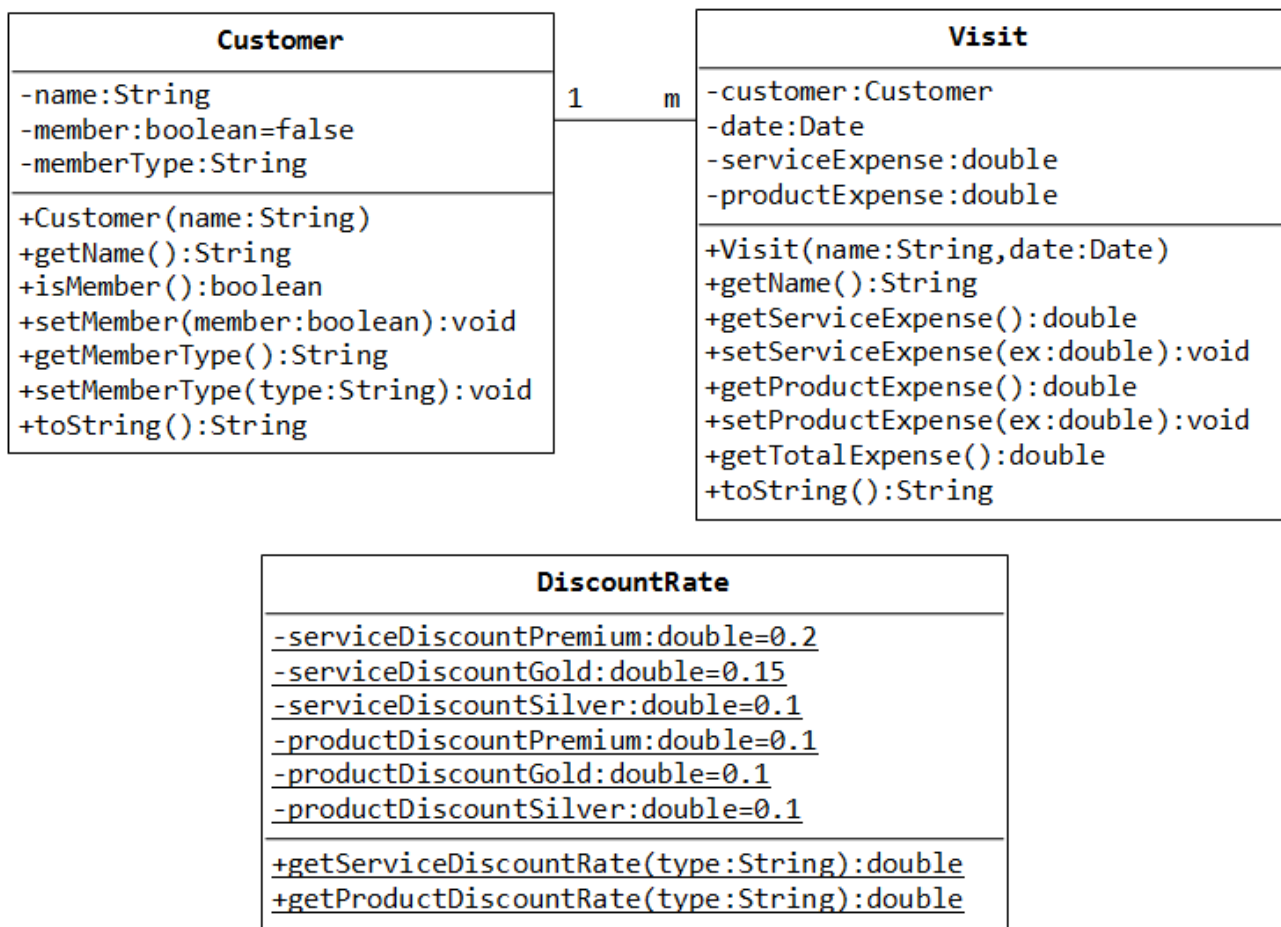 Customer
-name:String
-member:boolean=false
-memberType:String
+Customer(name:String)
+getName():String
+isMember():boolean
+setMember(member:boolean):void
+getMemberType():String
+setMemberType(type:String):void
+toString():String
1 m
Visit
-customer:Customer
-date:Date
-serviceExpense:double
-productExpense:double
+Visit(name:String,date:Date)
+getName():String
+getServiceExpense():double
+setServiceExpense(ex:double):void
+getProductExpense():double
+setProductExpense(ex:double):void
+getTotalExpense():double
+toString():String
DiscountRate
-serviceDiscountPremium:double=0.2
-serviceDiscountGold:double=0.15
-serviceDiscountSilver:double=0.1
-productDiscountPremium:double=0.1
-productDiscountGold:double=0.1
-productDiscountSilver:double=0.1
+getServiceDiscountRate(type:String):double
+getProductDiscountRate(type:String):double